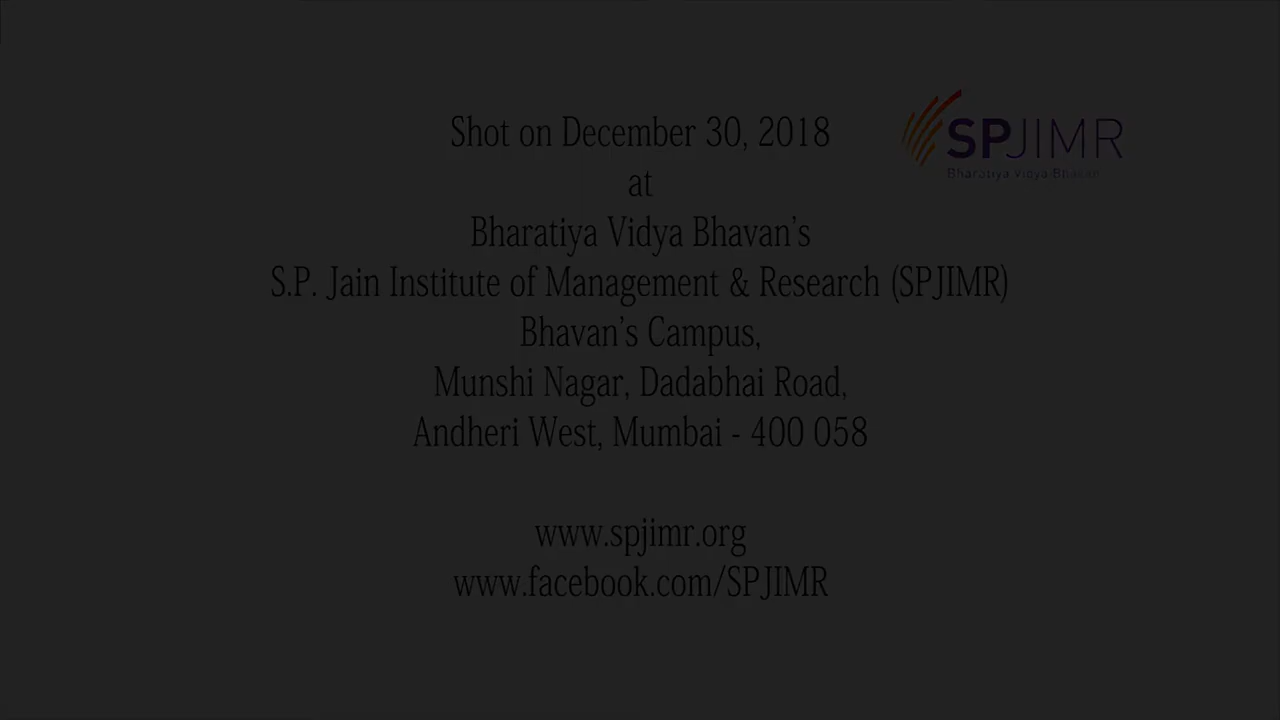 Shot on December 30, 2018
at
Bharatiya Vidya Bhavan's
S.P. Jain Institute of Management & Research (SPJIMR)
Bhavan's Campus,
Munshi Nagar, Dadabhai Road,
Andheri West, Mumbai - 400 058
www.spjimr.org
www.facebook.com/SPJIMR
SPJIMR
Bharatiya Vidya Bhavan